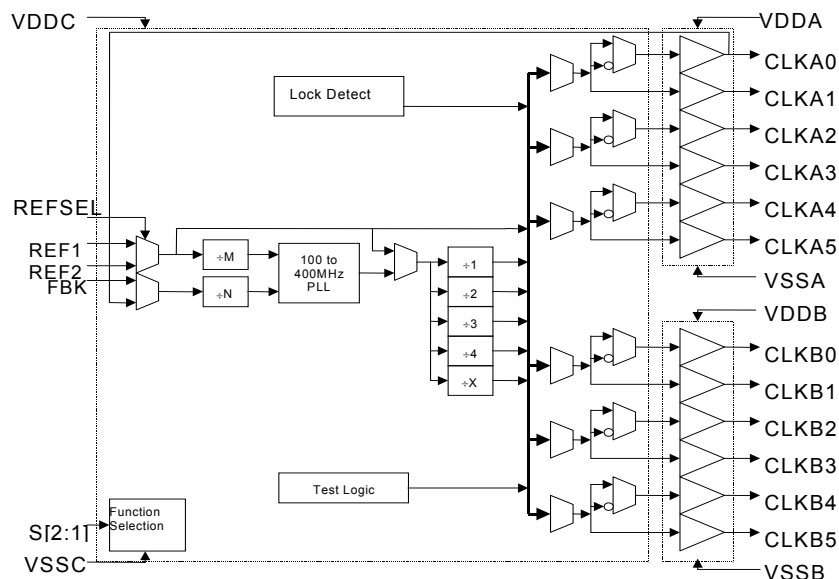 VDDC
VDDA
CLKA0
Lock Detect
CLKA1
CLKA2
CLKA3
REFSEL
CLKA4
REF1
÷M
100 to
400MHz
PLL
÷1
CLKA5
REF2
FBK
÷N
÷2
VSSA
÷3
VDDB
÷4
CLKB0
÷X
CLKB1
CLKB2
CLKB3
Test Logic
CLKB4
Function
Selection
S[2:1]
CLKB5
VSSC
VSSB